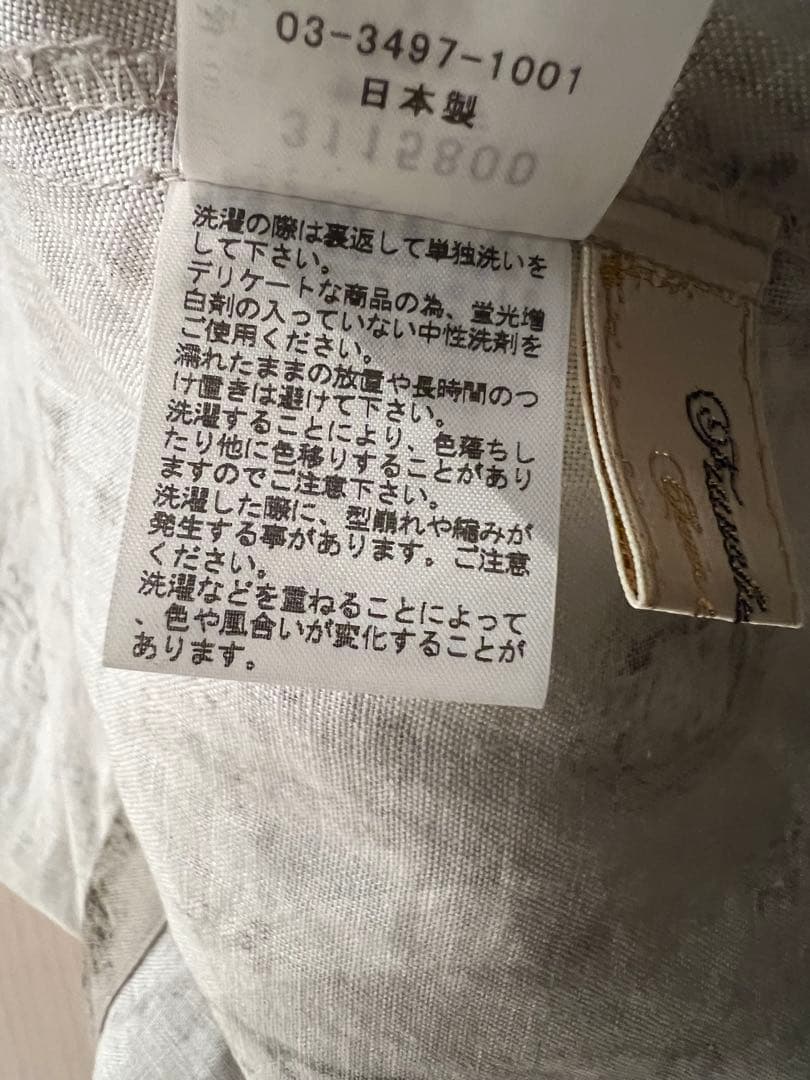 03-3497-1001
日本製
3115800
洗濯の際は裏返して単独洗いを
して下さい。
デリケートな商品の為、蛍光増
白剤の入っていない中性洗剤を
ご使用ください。
濡れたままの放置や長時間のつ
け置きは避けて下さい。
洗濯することにより、色落ちし
たり他に色移りすることがあり
ますのでご注意下さい。
洗濯した際に、型崩れや縮みが
発生する事があります。ご注意
ください。
洗濯などを重ねることによって
、色や風合いが変化することが
あります。